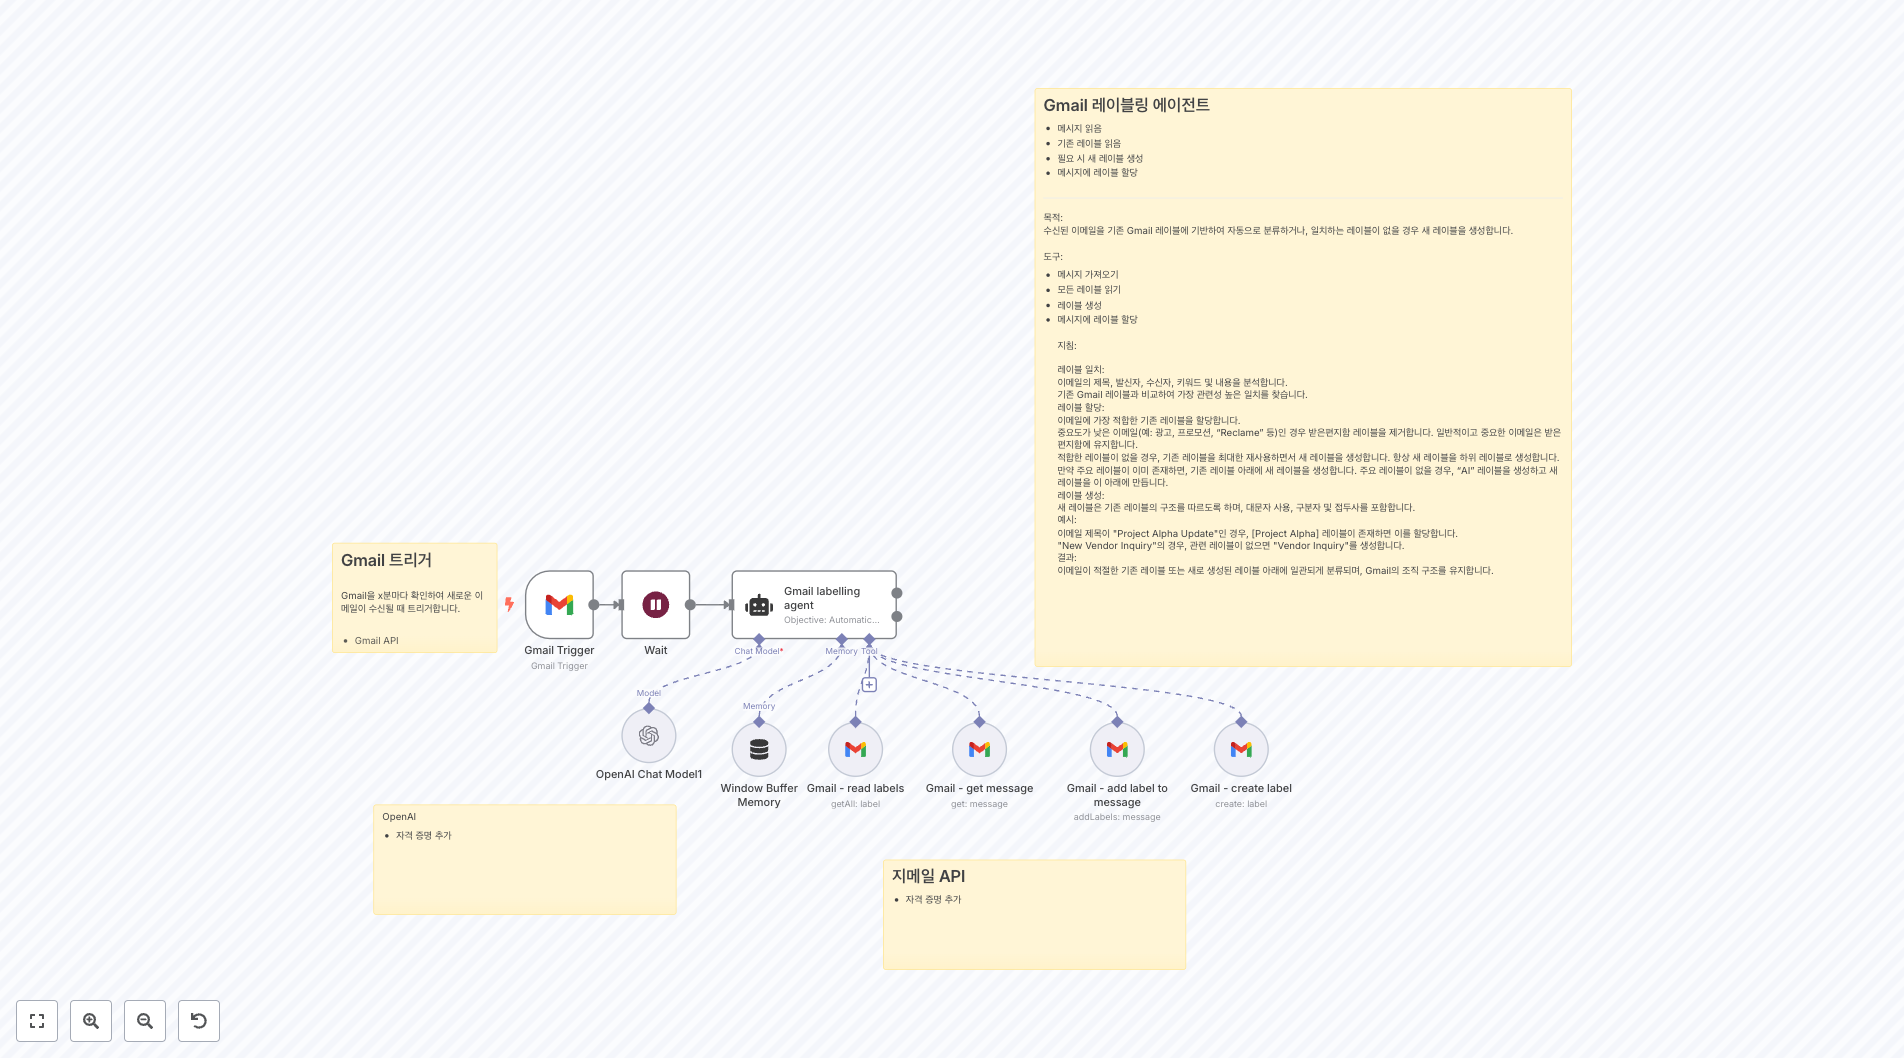 Gmail 레이블링 에이전트
메시지 읽음
기존 레이블 읽음
필요 시 새 레이블 생성
메시지에 레이블 할당
목적:
수신된 이메일을 기존 Gmail 레이블에 기반하여 자동으로 분류하거나, 일치하는 레이블이 없을 경우 새 레이블을 생성합니다.
도구:
메시지 가져오기
모든 레이블 읽기
레이블 생성
메시지에 레이블 할당
지침:
레이블 일치:
이메일의 제목, 발신자, 수신자, 키워드 및 내용을 분석합니다.
기존 Gmail 레이블과 비교하여 가장 관련성 높은 일치를 찾습니다.
레이블 할당:
이메일에 가장 적합한 기존 레이블을 할당합니다.
중요도가 낮은 이메일(예: 광고, 프로모션, “Reclame” 등)인 경우 받은편지함 레이블을 제거합니다. 일반적이고 중요한 이메일은 받은
편지함에 유지합니다.
적합한 레이블이 없을 경우, 기존 레이블을 최대한 재사용하면서 새 레이블을 생성합니다. 항상 새 레이블을 하위 레이블로 생성합니다.
만약 주요 레이블이 이미 존재하면, 기존 레이블 아래에 새 레이블을 생성합니다. 주요 레이블이 없을 경우, “AI” 레이블을 생성하고 새
레이블을 이 아래에 만듭니다.
레이블 생성:
새 레이블은 기존 레이블의 구조를 따르도록 하며, 대문자 사용, 구분자 및 접두사를 포함합니다.
예시:
이메일 제목이 "Project Alpha Update"인 경우, [Project Alpha] 레이블이 존재하면 이를 할당합니다.
"New Vendor Inquiry"의 경우, 관련 레이블이 없으면 "Vendor Inquiry"를 생성합니다.
결과:
이메일이 적절한 기존 레이블 또는 새로 생성된 레이블 아래에 일관되게 분류되며, Gmail의 조직 구조를 유지합니다.
Gmail 트리거
Gmail을 x분마다 확인하여 새로운 이
메일이 수신될 때 트리거합니다.
Gmail API
Gmail Trigger
Gmail Trigger
Wait
Gmail labelling
agent
Objective: Automatic...
Chat Model*
Memory
Tool
Model
Memory
OpenAI Chat Model1
Window Buffer
Memory
Gmail - read labels
getAll: label
Gmail - get message
get: message
Gmail - add label to
message
addLabels: message
Gmail - create label
create: label
OpenAI
자격 증명 추가
지메일 API
자격 증명 추가